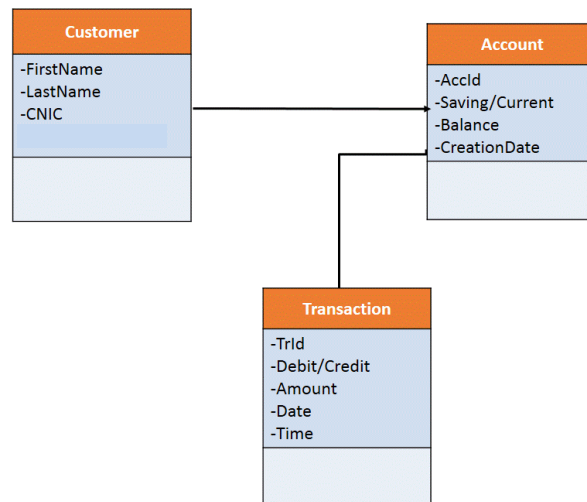 Customer
-FirstName
-LastName
-CNIC
Account
-AccId
-Saving/Current
-Balance
-CreationDate
Transaction
-TrId
-Debit/Credit
-Amount
-Date
-Time